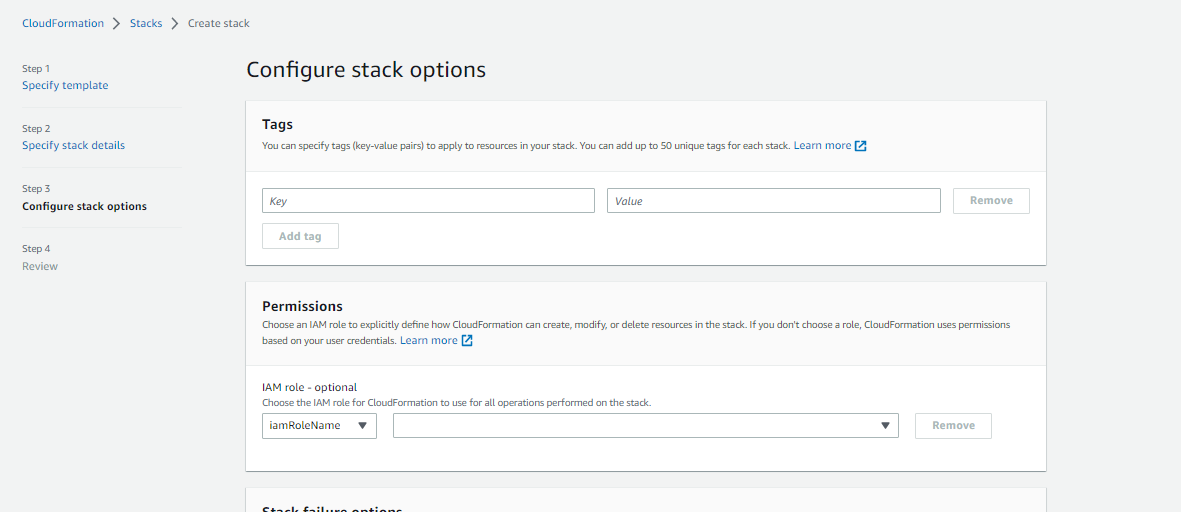 CloudFormation > Stacks > Create stack
Step 1
Specify template
Step 2
Specify stack details
Step 3
Configure stack options
Step 4
Review
Configure stack options
Tags
You can specify tags (key-value pairs) to apply to resources in your stack. You can add up to 50 unique tags for each stack. Learn more
Key
Value
Remove
Add tag
Permissions
Choose an IAM role to explicitly define how CloudFormation can create, modify, or delete resources in the stack. If you don't choose a role, CloudFormation uses permissions
based on your user credentials. Learn more
IAM role - optional
Choose the IAM role for CloudFormation to use for all operations performed on the stack.
iamRoleName
Remove
Stack failure options